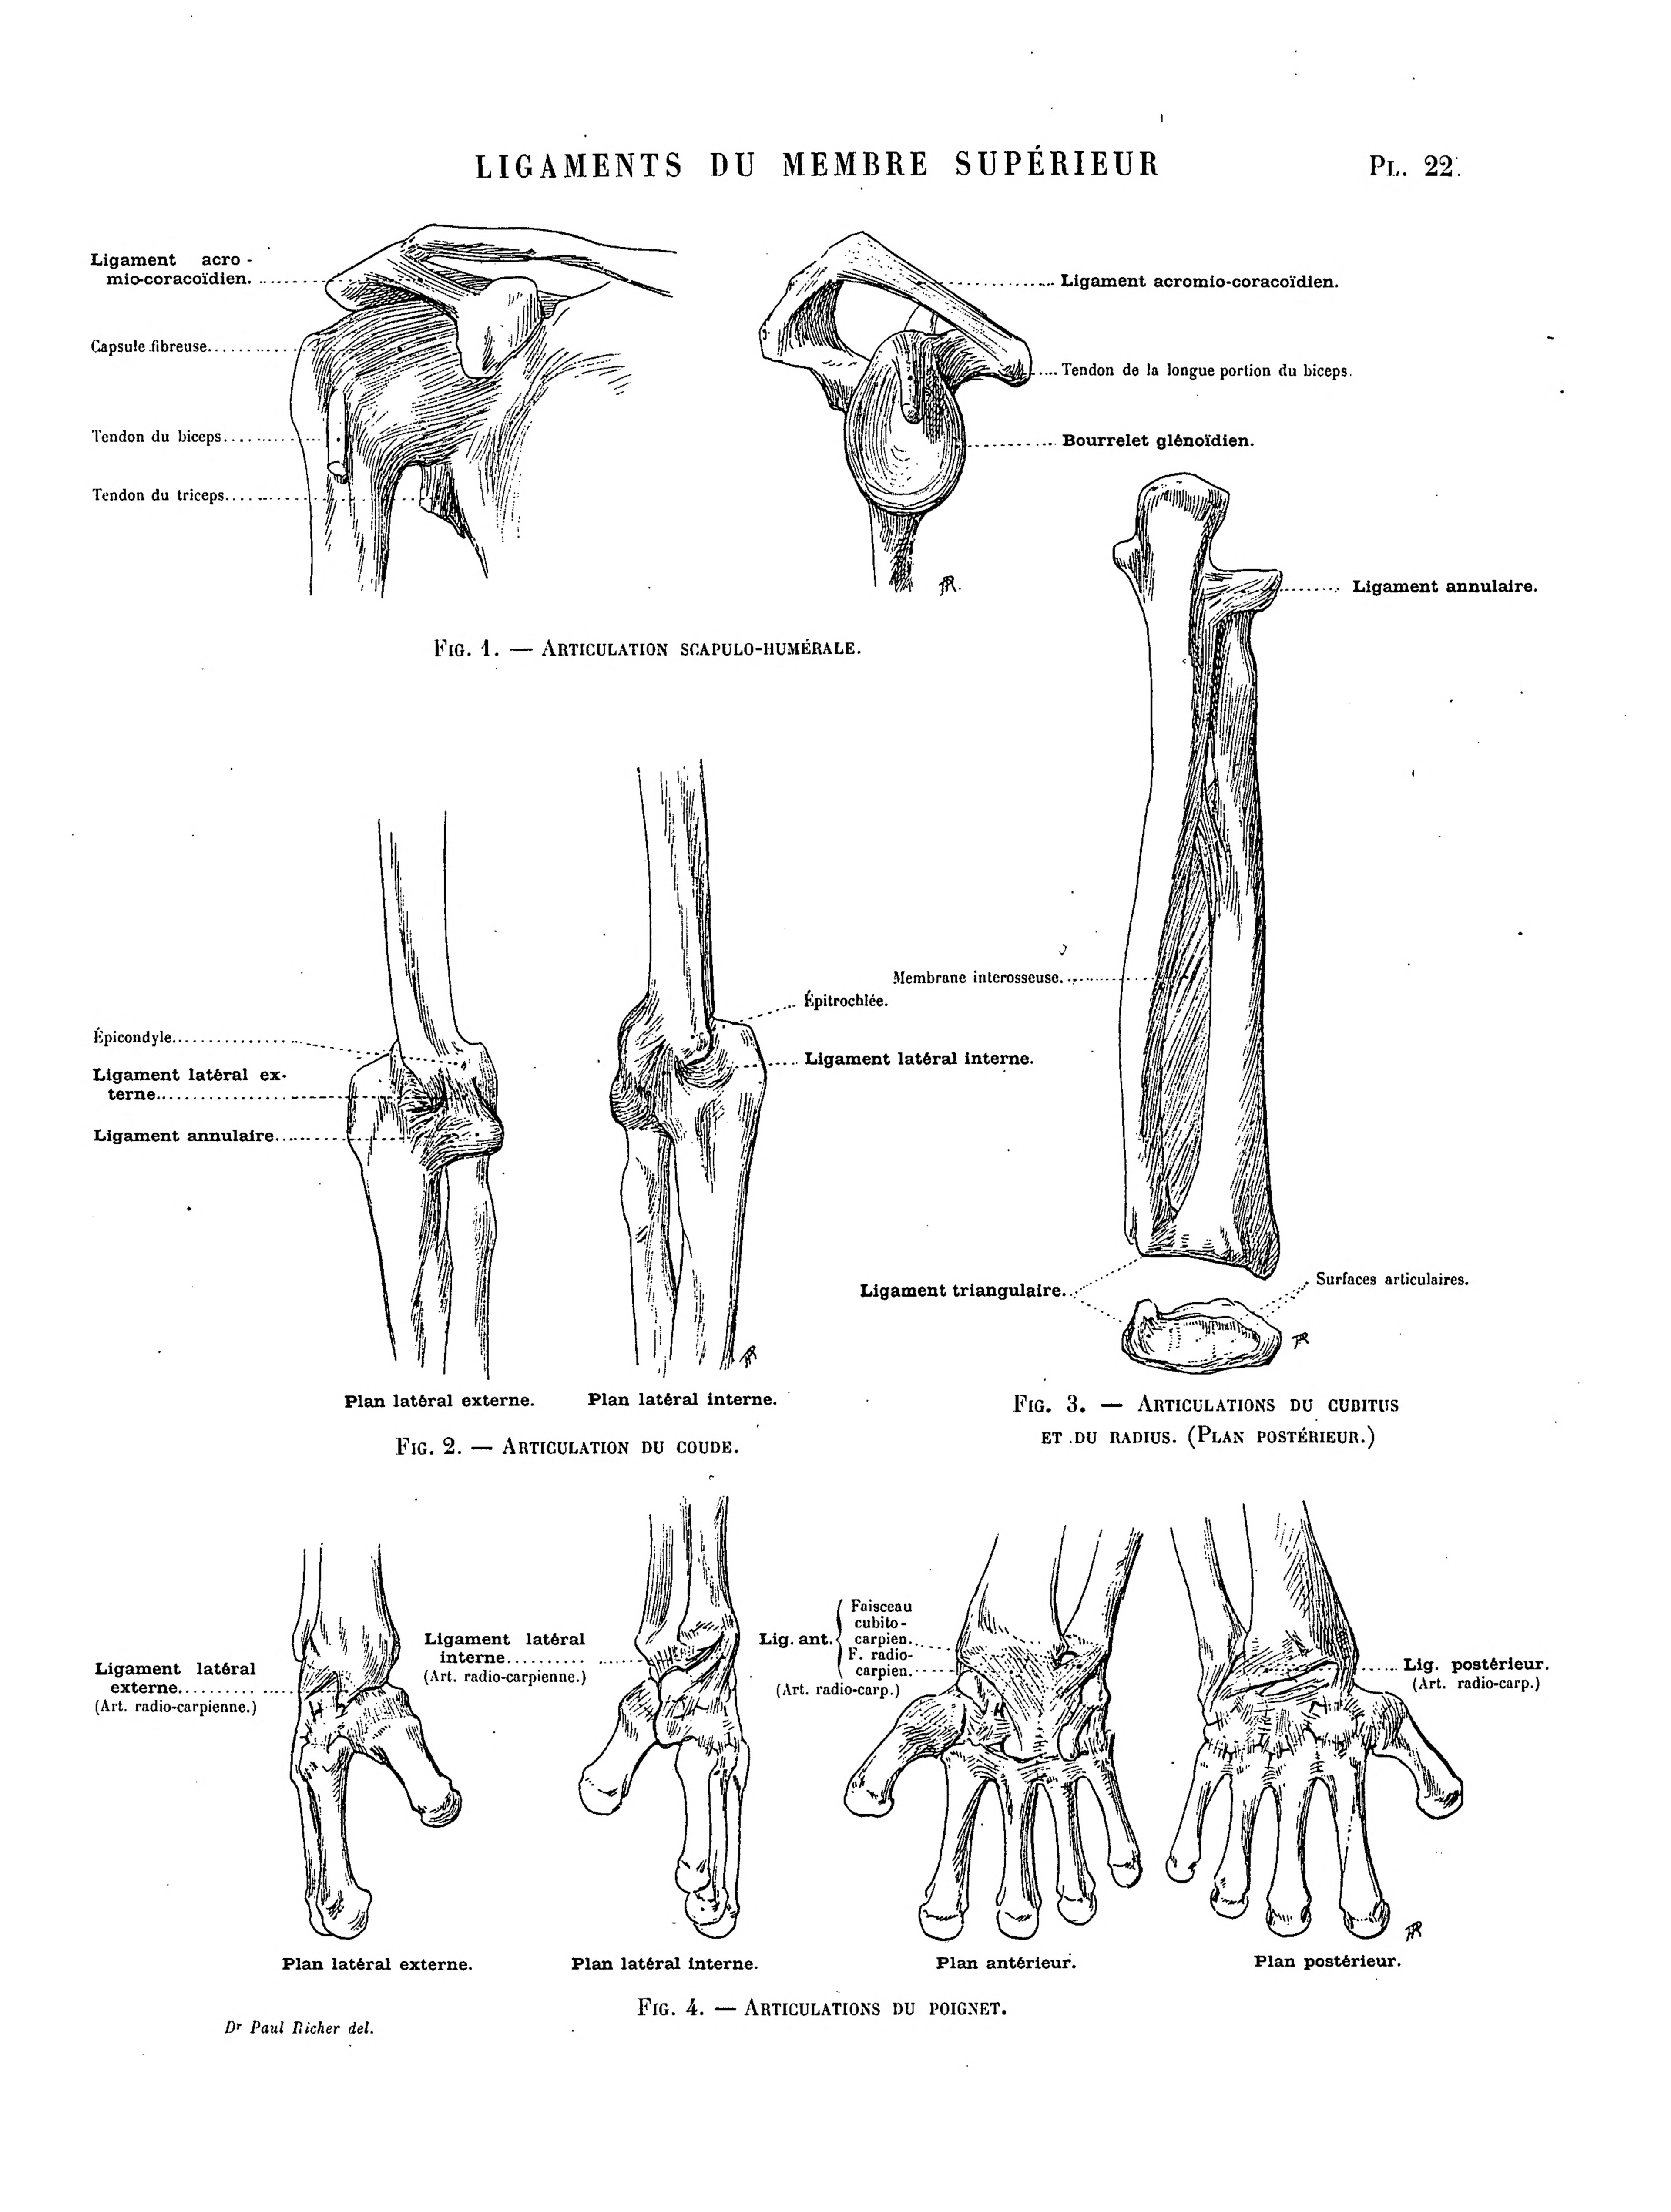 LIGAMENTS DU MEMBRE SUPÉRIEUR
PL. 22.
Ligament acro-
mio-coracoïdien.
Capsule fibreuse
Tendon du biceps
Tendon du triceps
Ligament acromio-coracoïdien.
Tendon de la longue portion du biceps.
Bourrelet glénoïdien.
FIG. 1. — ARTICULATION SCAPULO-HUMÉRALE.
Ligament annulaire.
Membrane interosseuse.
Épicondyle
Ligament latéral ex-
terne
Ligament annulaire
Épitrochlée.
Ligament latéral interne.
Ligament triangulaire.
Surfaces articulaires.
Plan latéral externe.
Plan latéral interne.
FIG. 2. — ARTICULATION DU COUDE.
FIG. 3. — ARTICULATIONS DU CUBITUS
ET DU RADIUS. (PLAN POSTÉRIEUR.)
Ligament latéral
externe
(Art. radio-carpienne.)
Ligament latéral
interne
(Art. radio-carpienne.)
Lig. ant.
Faisceau
cubito-
carpien
F. radio-
carpien.
(Art. radio-carp.)
Lig. postérieur.
(Art. radio-carp.)
Plan latéral externe.
Plan latéral interne.
Plan antérieur.
Plan postérieur.
FIG. 4. — ARTICULATIONS DU POIGNET.
Dr Paul Richer del.